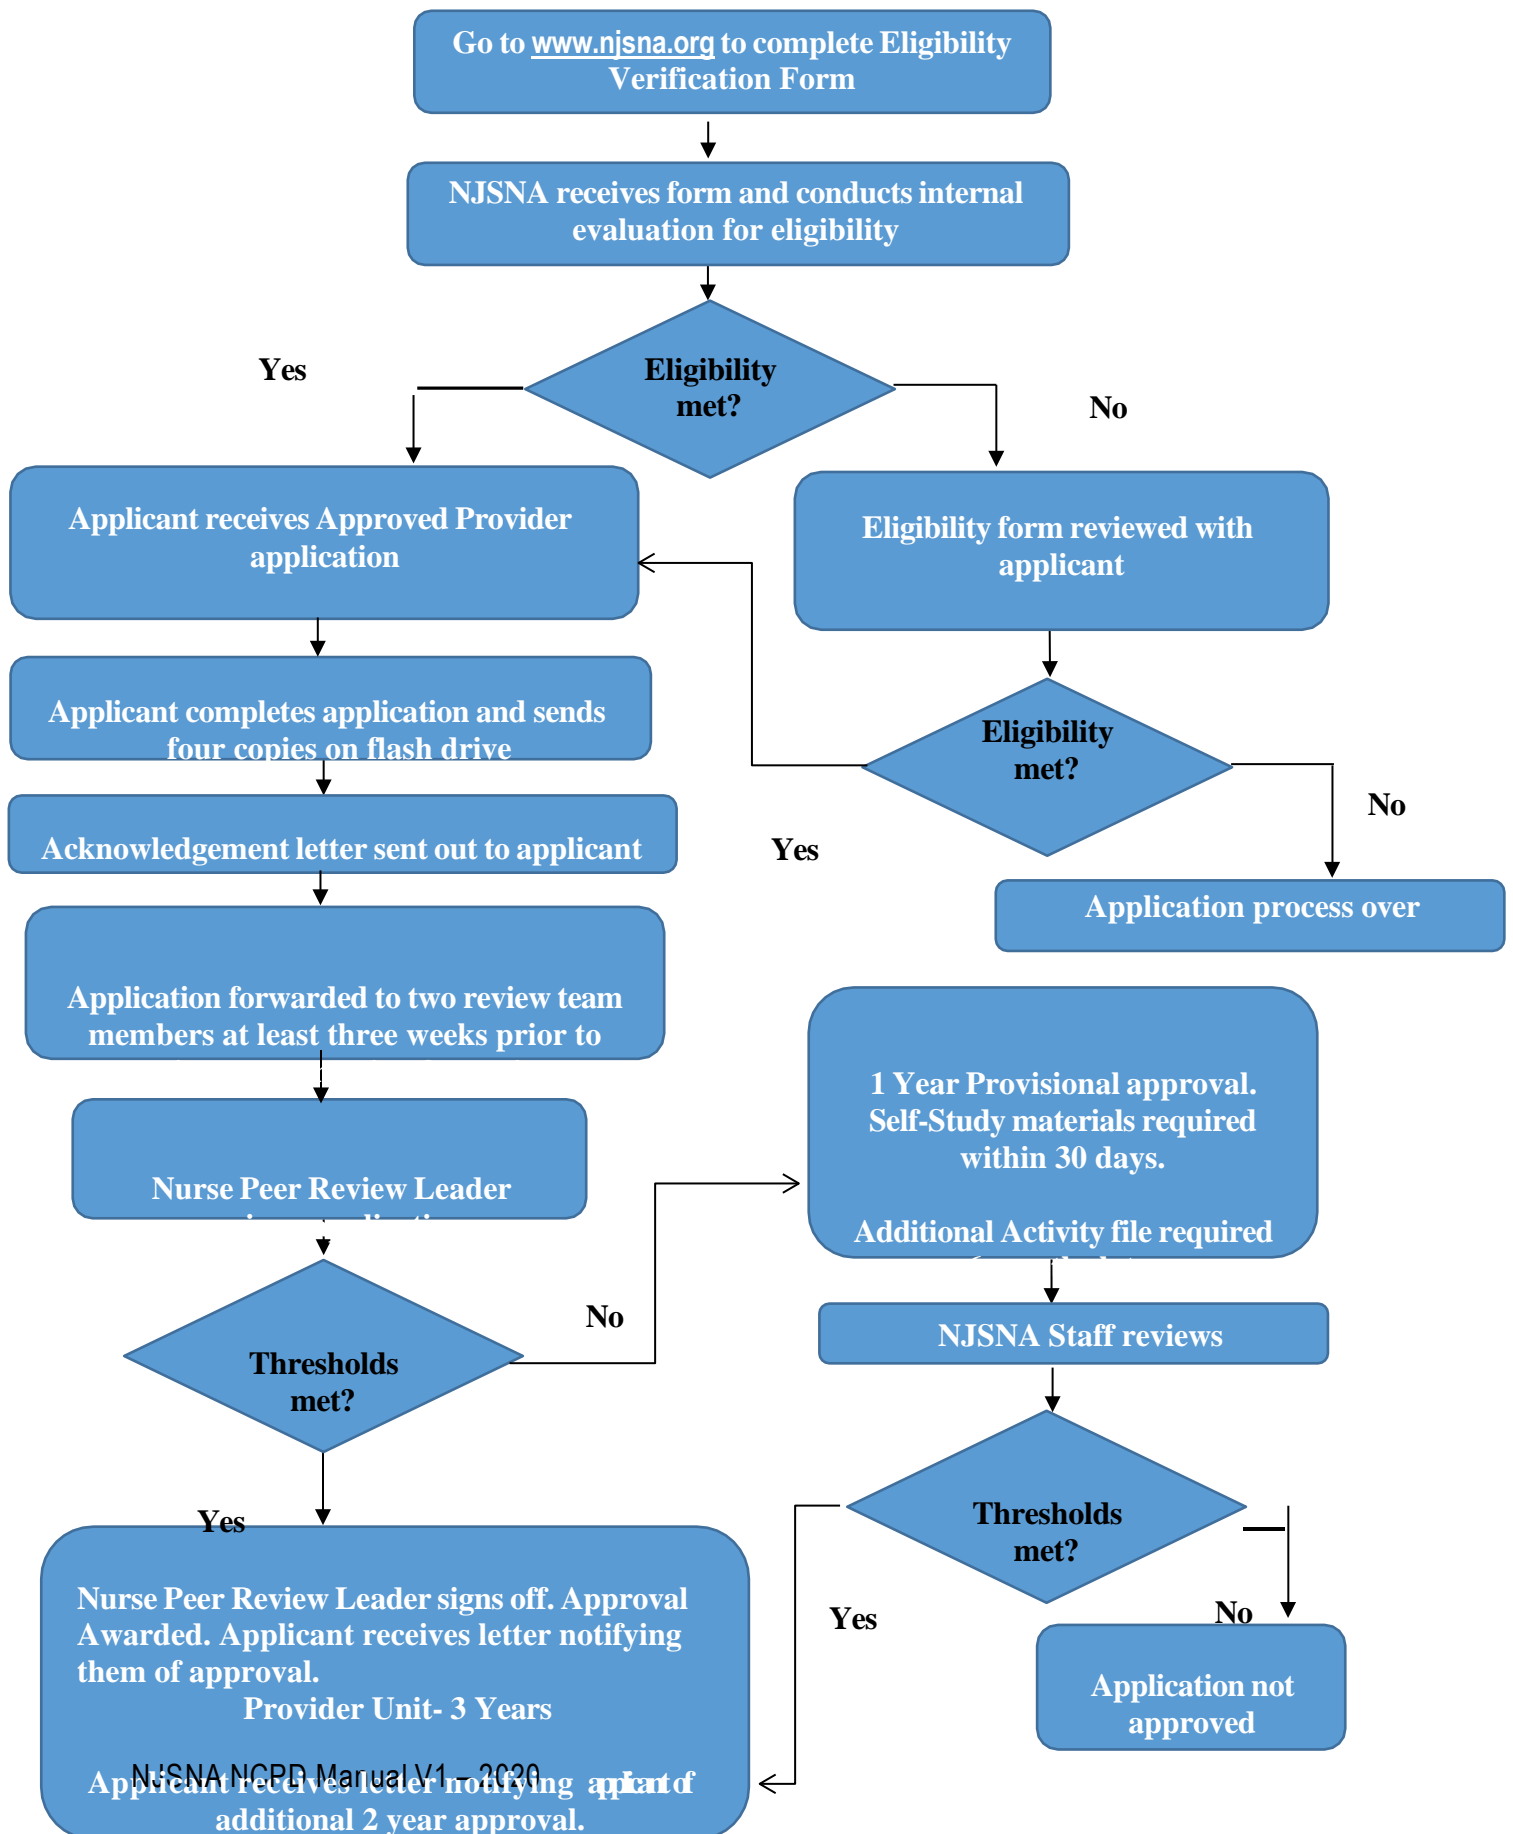 Go to www.njsna.org to complete Eligibility
Verification Form
NJSNA receives form and conducts internal
evaluation for eligibility
Yes
Eligibility
met?
No
Applicant receives Approved Provider
application
Eligibility form reviewed with
applicant
Applicant completes application and sends
four copies on flash drive
Eligibility
met?
No
Acknowledgement letter sent out to applicant
Yes
Application process over
Application forwarded to two review team
members at least three weeks prior to
1 Year Provisional approval.
Self-Study materials required
within 30 days.
Additional Activity file required
Nurse Peer Review Leader
No
NJSNA Staff reviews
Thresholds
met?
Yes
Thresholds
met?
Yes
No
Nurse Peer Review Leader signs off. Approval
Awarded. Applicant receives letter notifying
them of approval.
Provider Unit- 3 Years
Application not
approved
NJSNA NCPD Manual V1 – 2020
Applicant receives letter notifying applicant of
additional 2 year approval.